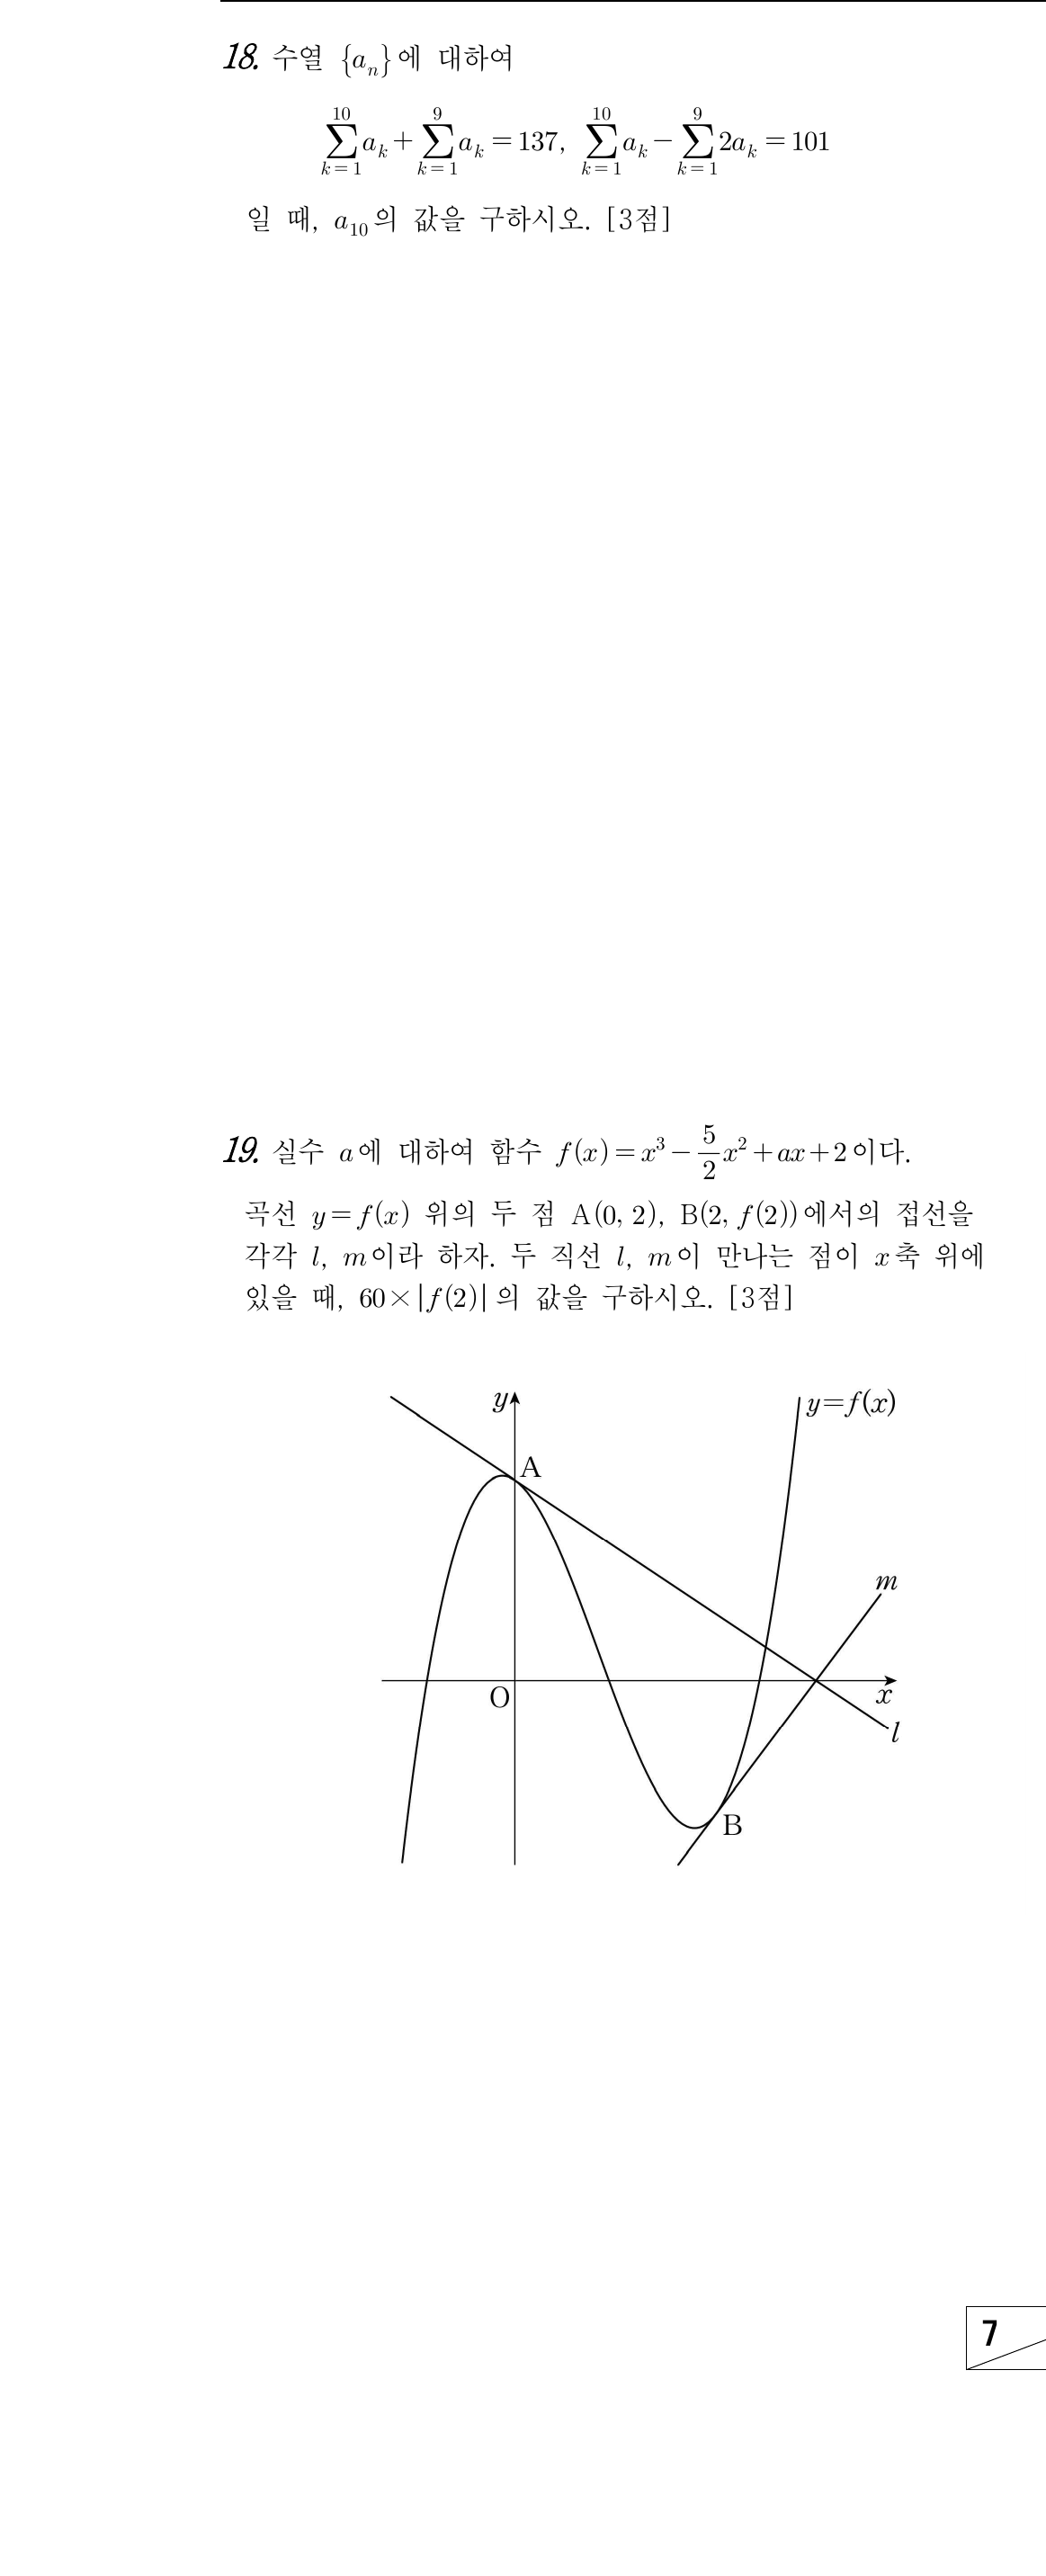 18. 수열 {aₙ}에 대하여
∑_{k=1}^{10} a_k + ∑_{k=1}^{9} a_k = 137, ∑_{k=1}^{10} a_k − ∑_{k=1}^{9} 2a_k = 101
일 때, a₁₀의 값을 구하시오. [3점]
19. 실수 a에 대하여 함수 f(x) = x³ − 5/2 x² + ax + 2이다.
곡선 y = f(x) 위의 두 점 A(0, 2), B(2, f(2))에서의 접선을
각각 l, m이라 하자. 두 직선 l, m이 만나는 점이 x축 위에
있을 때, 60×|f(2)|의 값을 구하시오. [3점]
y
y=f(x)
A
m
O
x
l
B
7